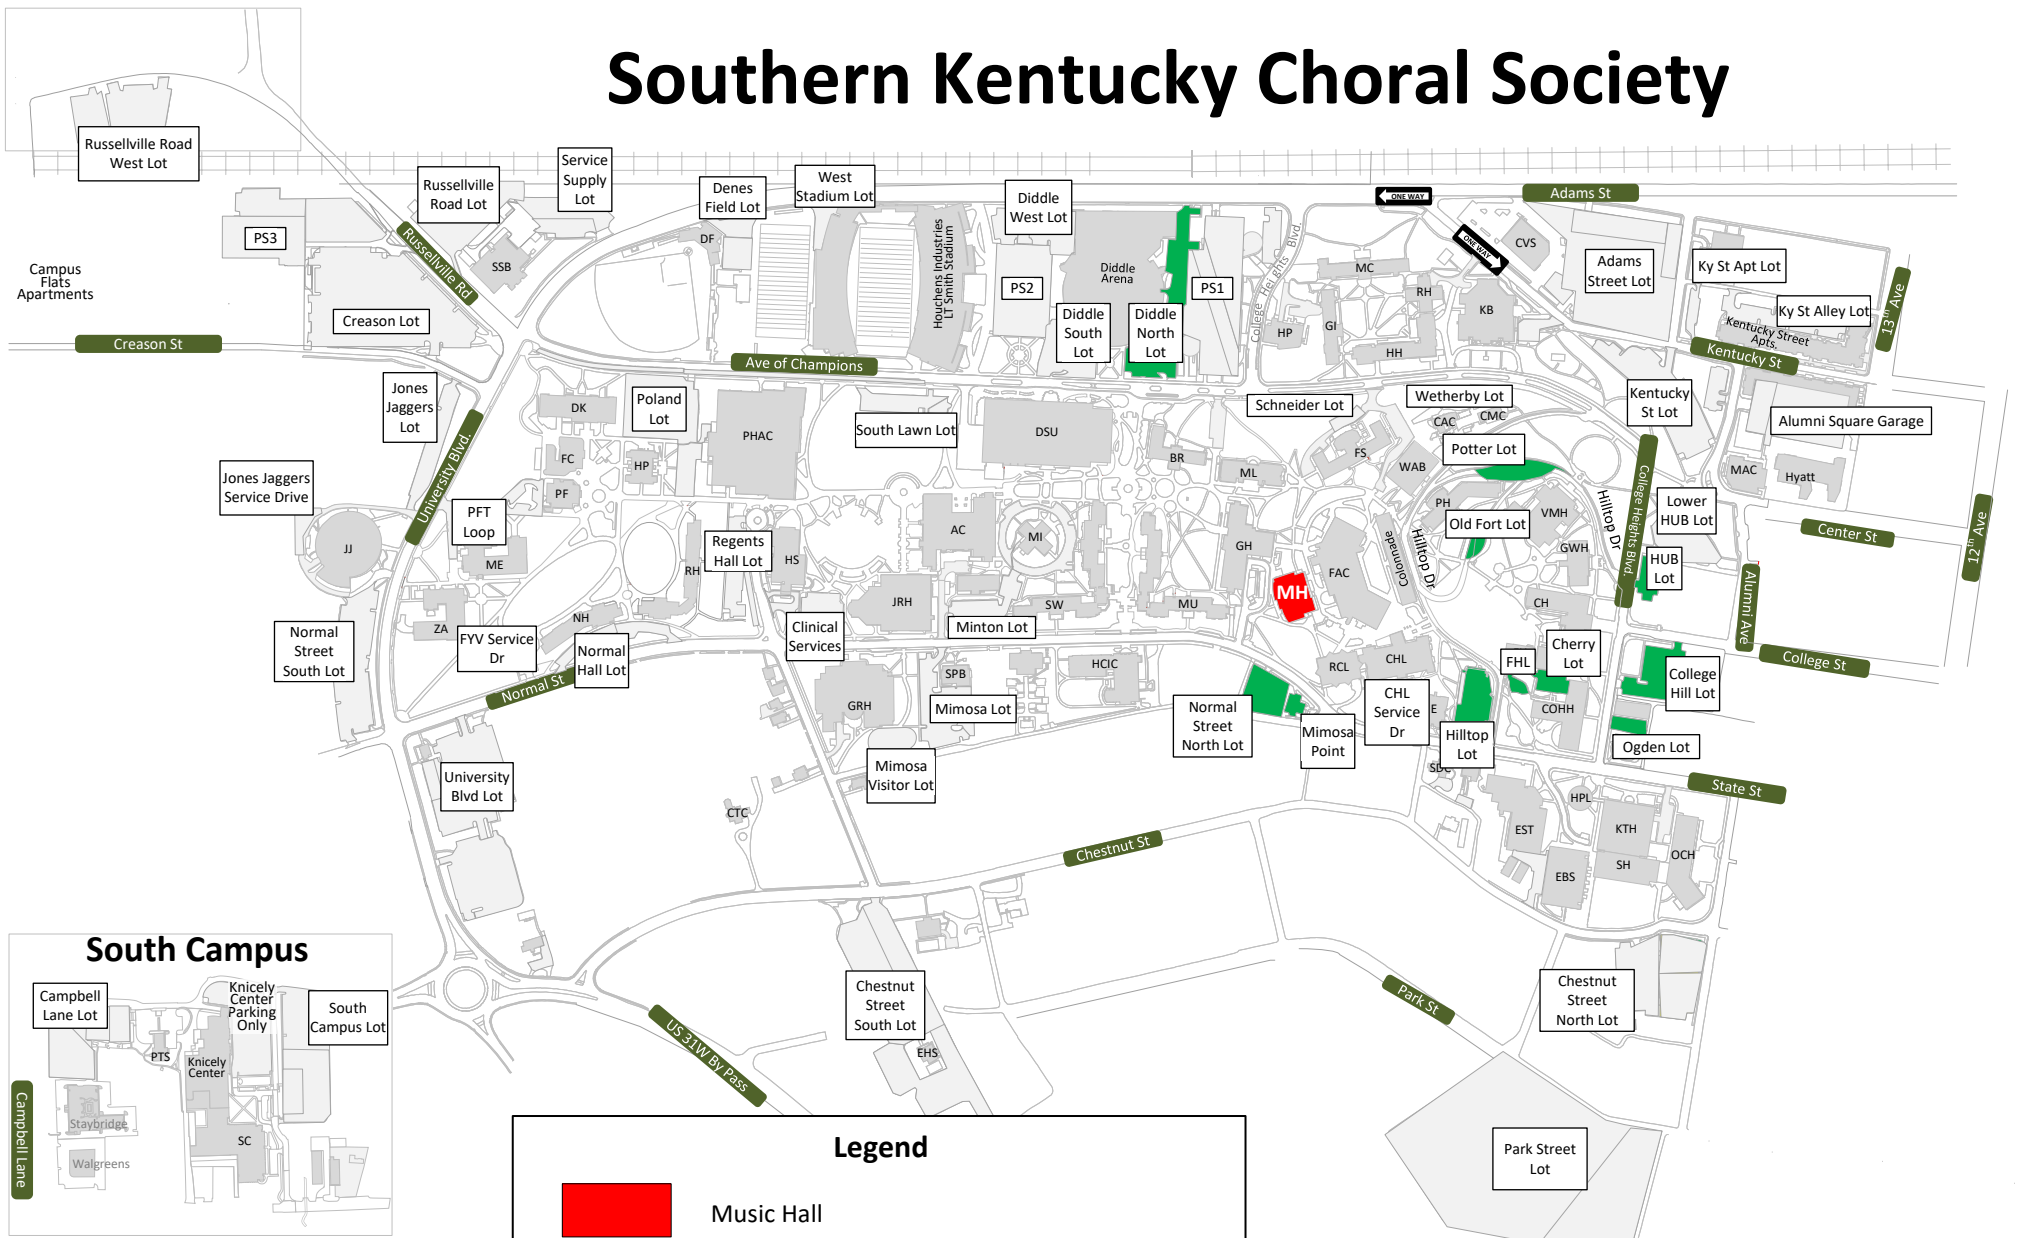 Southern Kentucky Choral Society
Russellville Road
West Lot
Russellville
Road Lot
Service
Supply
Lot
Denes
Field Lot
West
Stadium Lot
Diddle
West Lot
ONE WAY
Adams St
PS3
Russellville Rd
SSB
DF
Houchens Industries
LT Smith Stadium
PS2
Diddle
Arena
PS1
College Heights Blvd.
MC
ONE WAY
CVS
Adams
Street Lot
Ky St Apt Lot
Campus
Flats
Apartments
Creason Lot
Diddle
South
Lot
Diddle
North
Lot
HP
GI
RH
KB
HH
Ky St Alley Lot
Kentucky Street
Apts.
13th Ave
Creason St
Ave of Champions
Kentucky St
Jones
Jaggers
Lot
DK
Poland
Lot
PHAC
South Lawn Lot
DSU
Schneider Lot
Wetherby Lot
CAC
CMC
Kentucky
St Lot
Alumni Square Garage
University Blvd.
FC
HP
BR
ML
FS
WAB
Potter Lot
MAC
Hyatt
Jones Jaggers
Service Drive
PF
PFT
Loop
PH
Old Fort Lot
VMH
Hilltop Dr
College Heights Blvd.
Lower
HUB Lot
Center St
12th Ave
JJ
ME
RH
Regents
Hall Lot
HS
AC
MI
GH
FAC
Colonnade
Hilltop Dr
GWH
HUB
Lot
Alumni Ave
MH
JRH
SW
MU
CH
Normal
Street
South Lot
ZA
FYV Service
Dr
NH
Normal
Hall Lot
Clinical
Services
Minton Lot
Cherry
Lot
College St
Normal St
SPB
HCIC
RCL
CHL
FHL
College
Hill Lot
GRH
Mimosa Lot
Normal
Street
North Lot
Mimosa
Point
CHL
Service
Dr
E
Hilltop
Lot
COHH
Ogden Lot
University
Blvd Lot
Mimosa
Visitor Lot
SDC
State St
CTC
HPL
Chestnut St
EST
KTH
SH
OCH
EBS
South Campus
Campbell
Lane Lot
Knicely
Center
Parking
Only
South
Campus Lot
Chestnut
Street
South Lot
Park St
Chestnut
Street
North Lot
PTS
Knicely
Center
EHS
US 31W By Pass
Campbell Lane
Staybridge
SC
Walgreens
Legend
Park Street
Lot
Music Hall